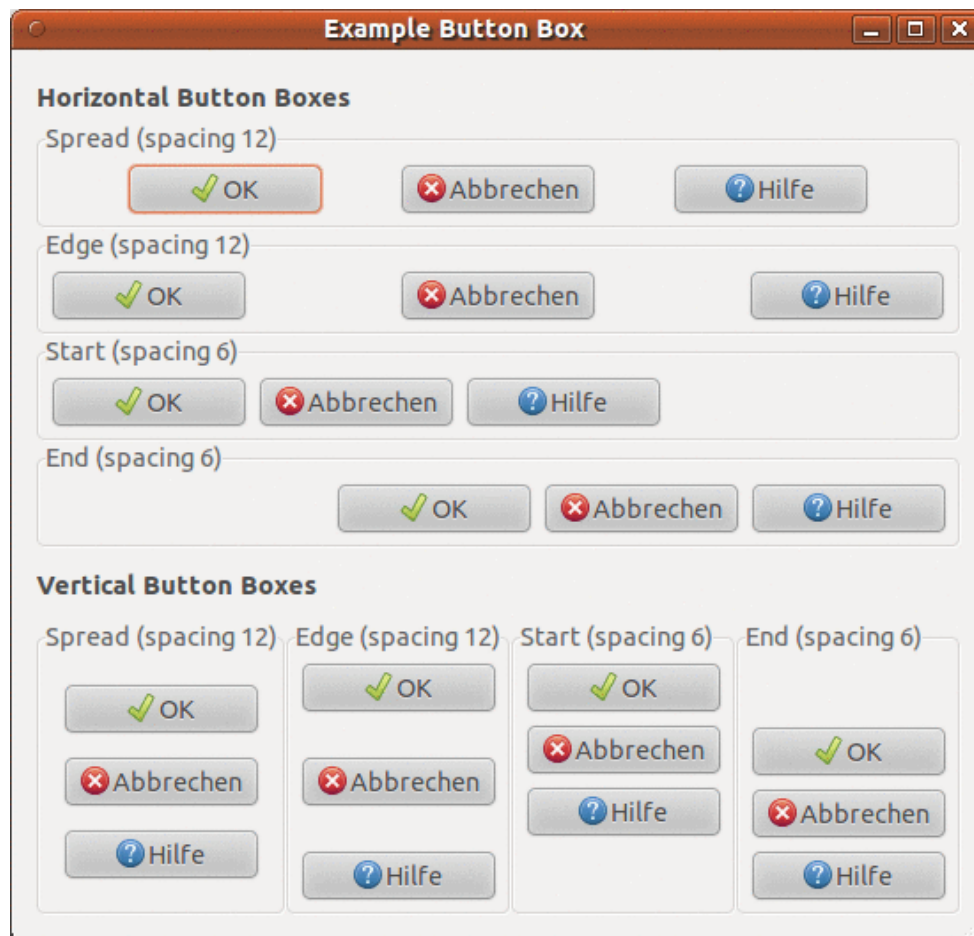 Example Button Box
Horizontal Button Boxes
Spread (spacing 12)
OK Abbrechen Hilfe
Edge (spacing 12)
OK Abbrechen Hilfe
Start (spacing 6)
OK Abbrechen Hilfe
End (spacing 6)
OK Abbrechen Hilfe
Vertical Button Boxes
Spread (spacing 12)
OK
Abbrechen
Hilfe
Edge (spacing 12)
OK
Abbrechen
Hilfe
Start (spacing 6)
OK
Abbrechen
Hilfe
End (spacing 6)
OK
Abbrechen
Hilfe